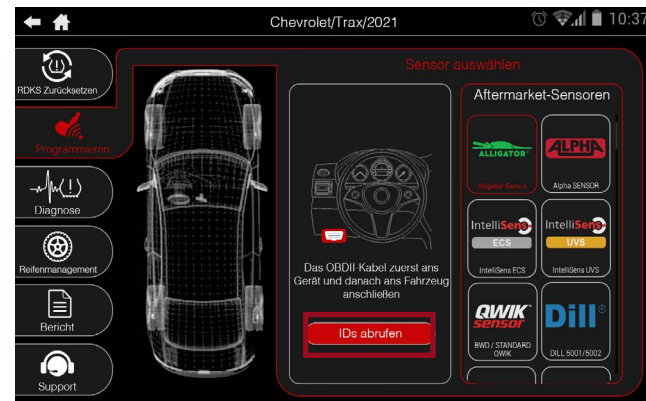 Chevrolet/Trax/2021
10:37
RDKS Zurücksetzen
Programmieren
Diagnose
Reifenmanagement
Bericht
Support
Sensor auswählen
Das OBDII-Kabel zuerst ans
Gerät und danach ans Fahrzeug
anschließen
IDs abrufen
Aftermarket-Sensoren
ALLIGATOR
ALPHA
Alpha SENSOR
IntelliSens
ECS
IntelliSens ECS
IntelliSens
UVS
IntelliSens UVS
QWIK
sensor
BWD / STANDARD
QWIK
Dill®
DILL 5001/5002